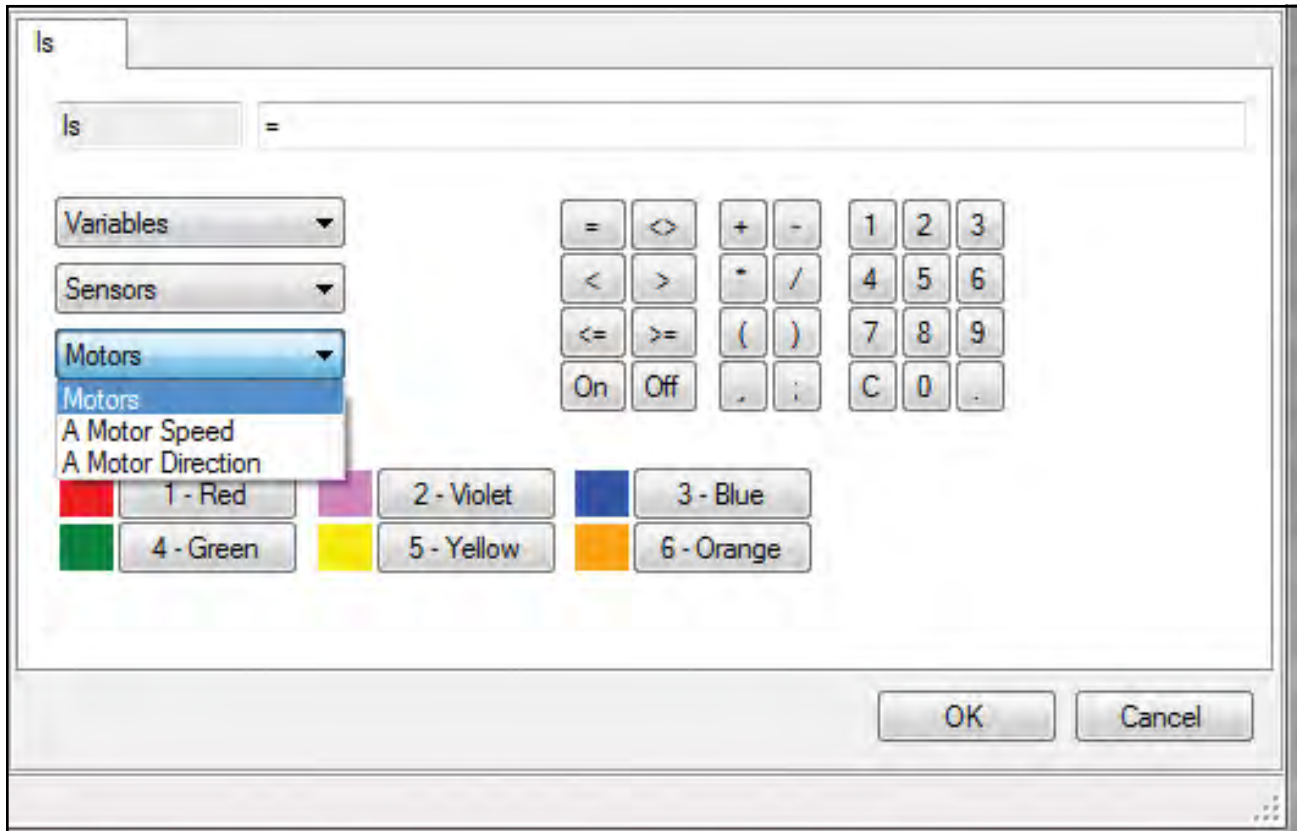 Is
Is =
Variables
= <> + - 1 2 3
Sensors
< > * / 4 5 6
Motors
<= >= ( ) 7 8 9
Motors
On Off , ; C 0 .
A Motor Speed
A Motor Direction
1 - Red 2 - Violet 3 - Blue
4 - Green 5 - Yellow 6 - Orange
OK Cancel